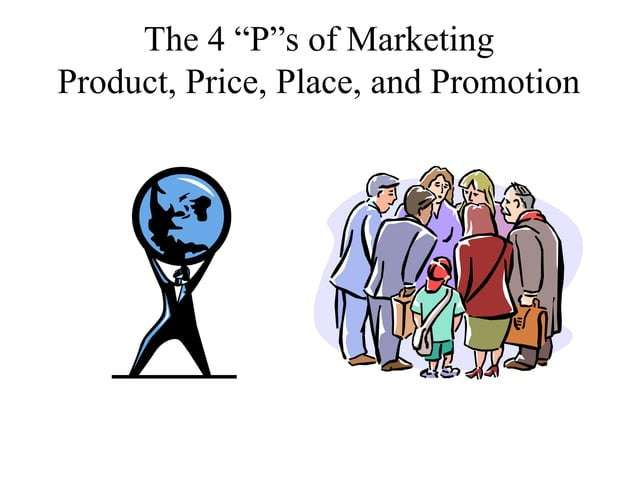 The 4 “P”s of Marketing
Product, Price, Place, and Promotion